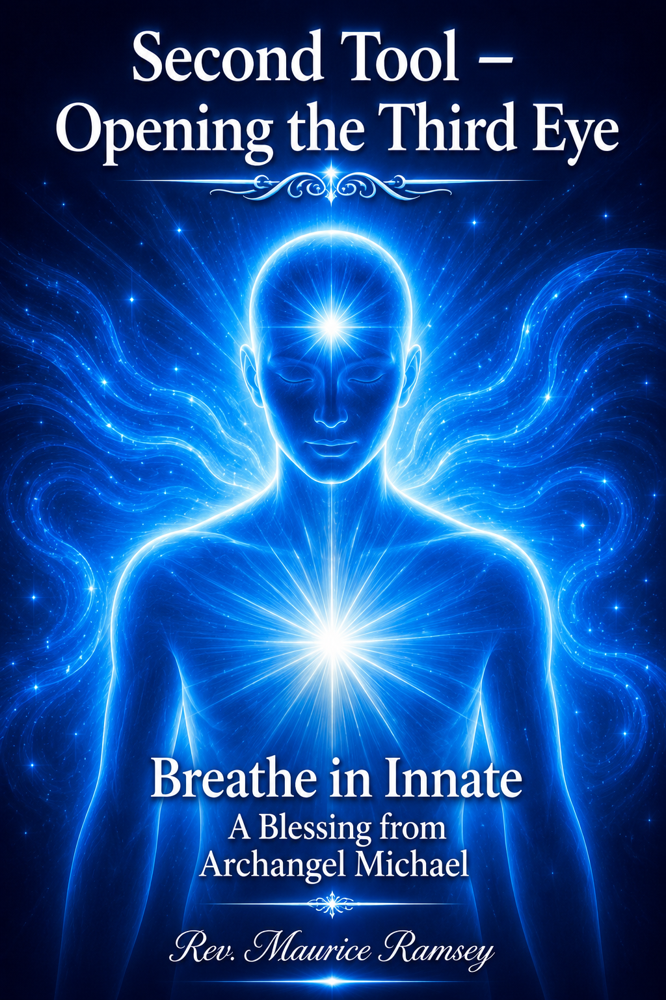 Second Tool –
Opening the Third Eye
Breathe in Innate
A Blessing from
Archangel Michael
Rev. Maurice Ramsey